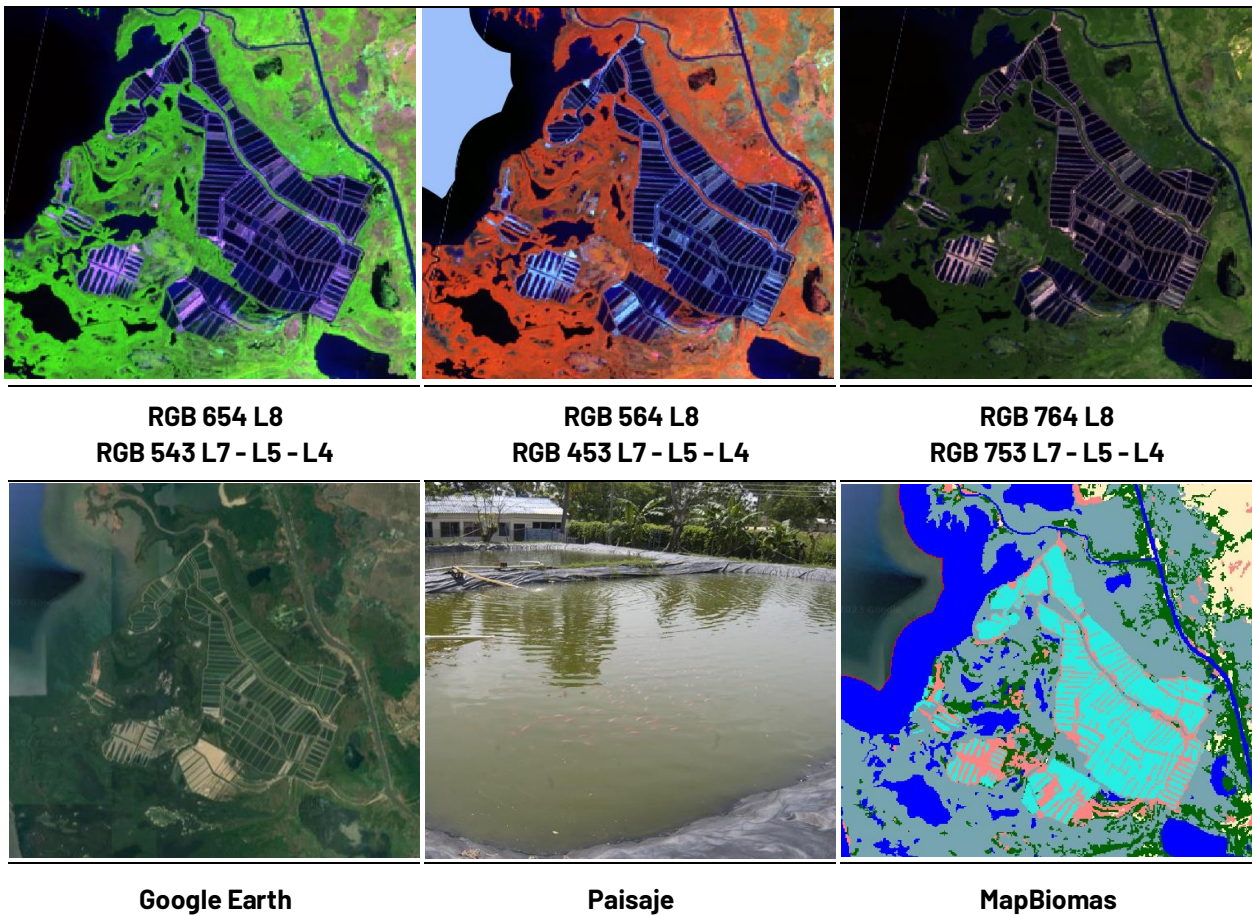 RGB 654 L8
RGB 543 L7 - L5 - L4
RGB 564 L8
RGB 453 L7 - L5 - L4
RGB 764 L8
RGB 753 L7 - L5 - L4
Google Earth
Paisaje
MapBiomas